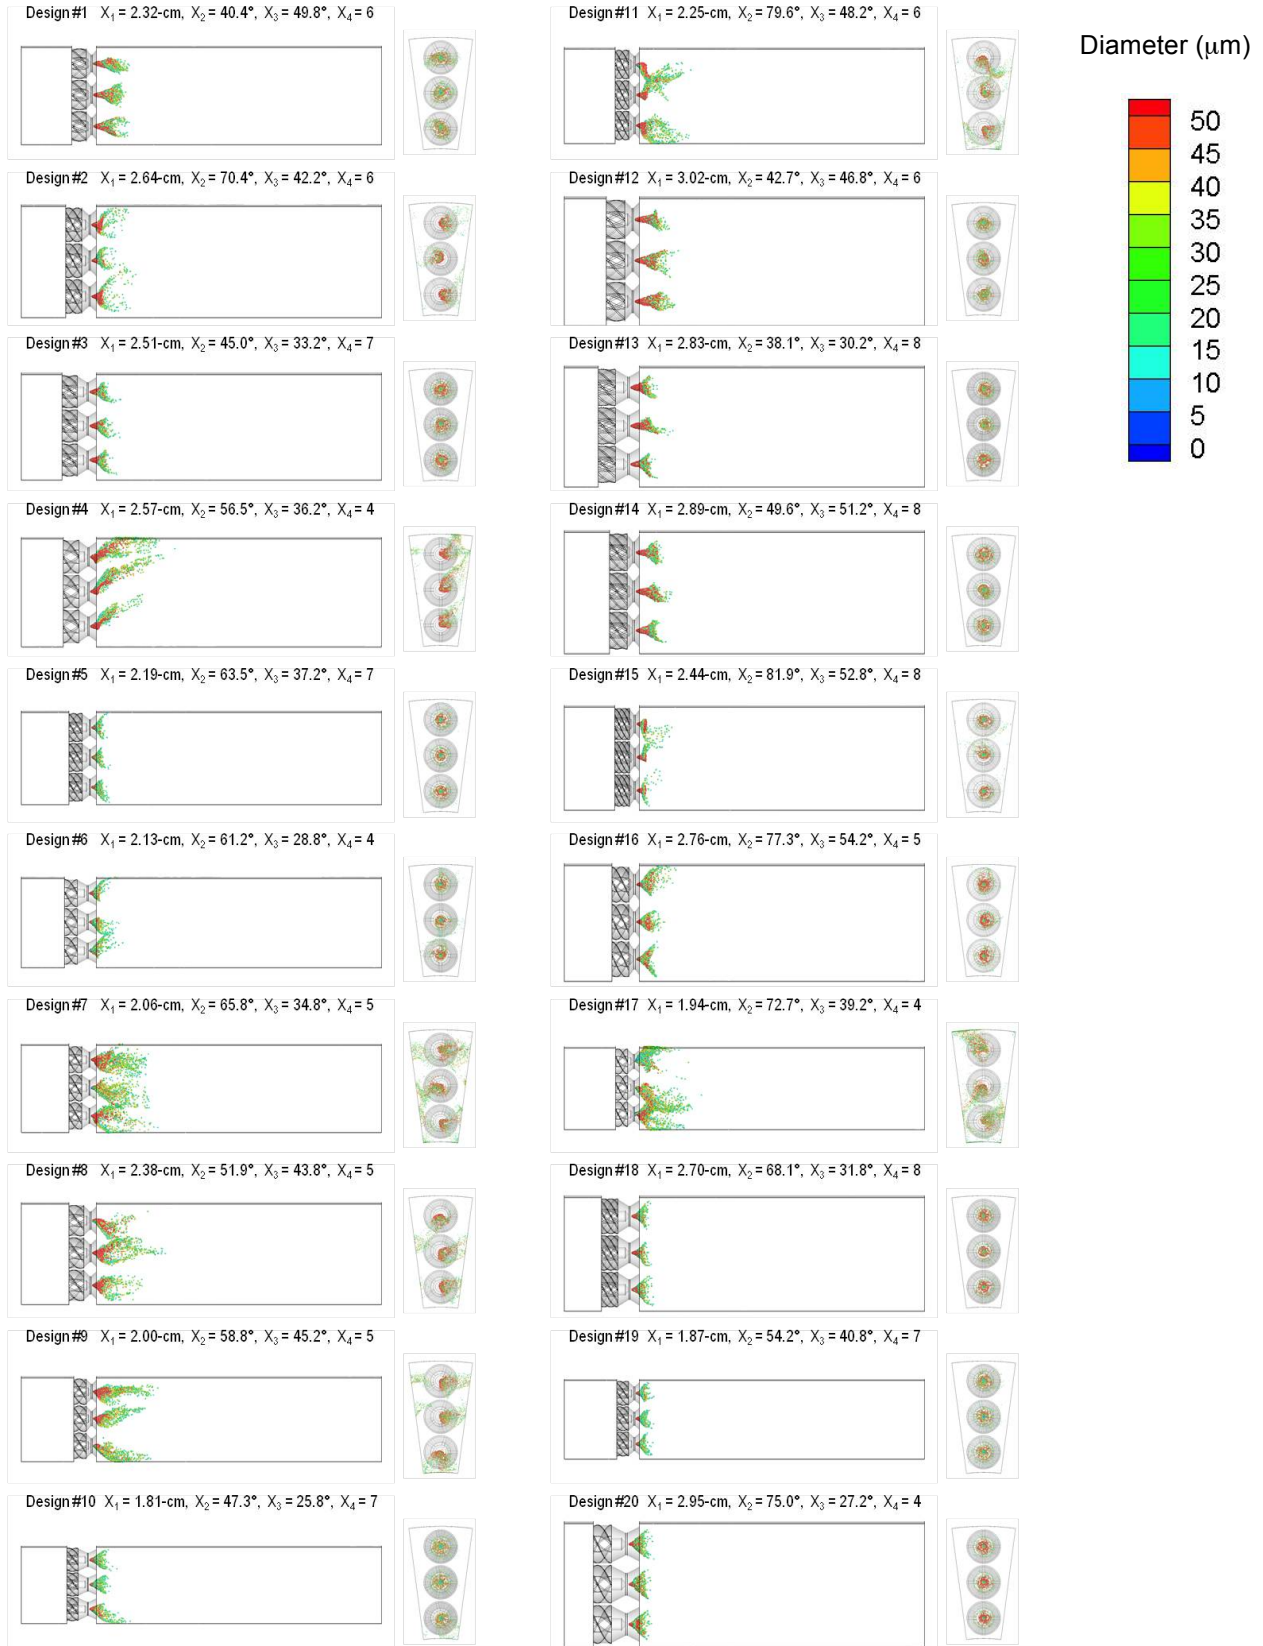 Design#1 X₁ = 2.32-cm, X₂ = 40.4°, X₃ = 49.8°, X₄ = 6
Design#2 X₁ = 2.64-cm, X₂ = 70.4°, X₃ = 42.2°, X₄ = 6
Design#3 X₁ = 2.51-cm, X₂ = 45.0°, X₃ = 33.2°, X₄ = 7
Design#4 X₁ = 2.57-cm, X₂ = 56.5°, X₃ = 36.2°, X₄ = 4
Design#5 X₁ = 2.19-cm, X₂ = 63.5°, X₃ = 37.2°, X₄ = 7
Design#6 X₁ = 2.13-cm, X₂ = 61.2°, X₃ = 28.8°, X₄ = 4
Design#7 X₁ = 2.06-cm, X₂ = 65.8°, X₃ = 34.8°, X₄ = 5
Design#8 X₁ = 2.38-cm, X₂ = 51.9°, X₃ = 43.8°, X₄ = 5
Design#9 X₁ = 2.00-cm, X₂ = 58.8°, X₃ = 45.2°, X₄ = 5
Design#10 X₁ = 1.81-cm, X₂ = 47.3°, X₃ = 25.8°, X₄ = 7
Design#11 X₁ = 2.25-cm, X₂ = 79.6°, X₃ = 48.2°, X₄ = 6
Design#12 X₁ = 3.02-cm, X₂ = 42.7°, X₃ = 46.8°, X₄ = 6
Design#13 X₁ = 2.83-cm, X₂ = 38.1°, X₃ = 30.2°, X₄ = 8
Design#14 X₁ = 2.89-cm, X₂ = 49.6°, X₃ = 51.2°, X₄ = 8
Design#15 X₁ = 2.44-cm, X₂ = 81.9°, X₃ = 52.8°, X₄ = 8
Design#16 X₁ = 2.76-cm, X₂ = 77.3°, X₃ = 54.2°, X₄ = 5
Design#17 X₁ = 1.94-cm, X₂ = 72.7°, X₃ = 39.2°, X₄ = 4
Design#18 X₁ = 2.70-cm, X₂ = 68.1°, X₃ = 31.8°, X₄ = 8
Design#19 X₁ = 1.87-cm, X₂ = 54.2°, X₃ = 40.8°, X₄ = 7
Design#20 X₁ = 2.95-cm, X₂ = 75.0°, X₃ = 27.2°, X₄ = 4
Diameter (μm)
50
45
40
35
30
25
20
15
10
5
0